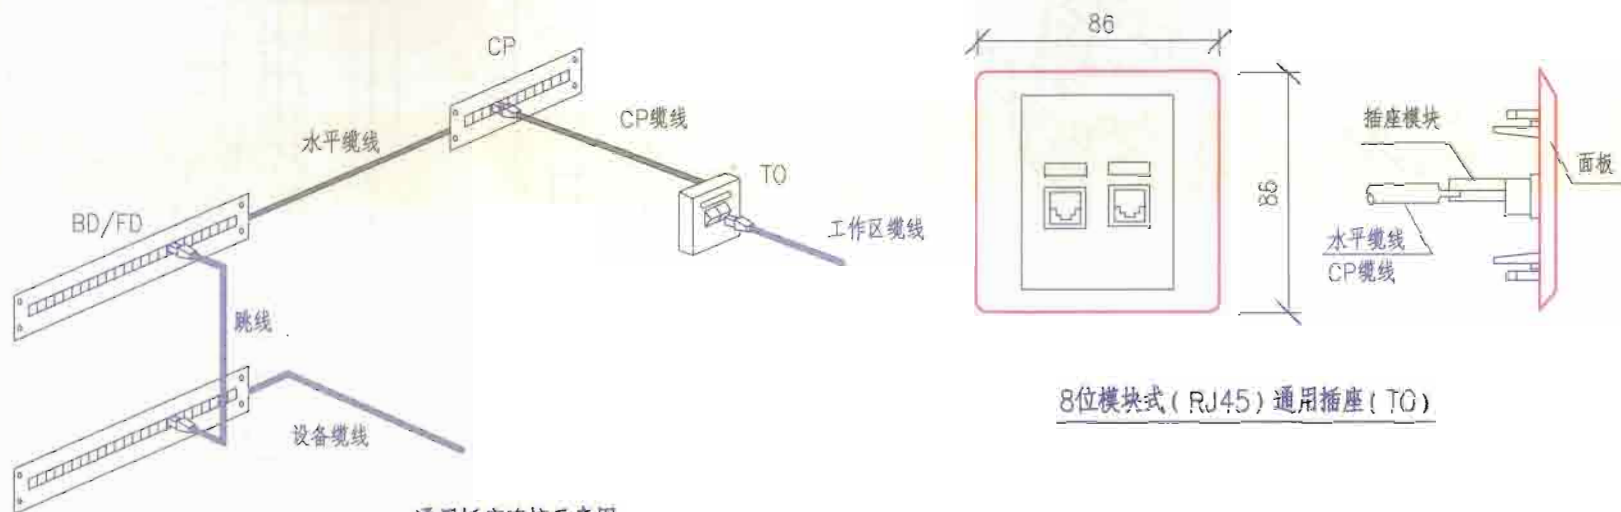 CP
CP缆线
水平缆线
TO
BD/FD
工作区缆线
跳线
设备缆线
86
86
插座模块
面板
水平缆线
CP缆线
8位模块式(RJ45)通用插座(TO)